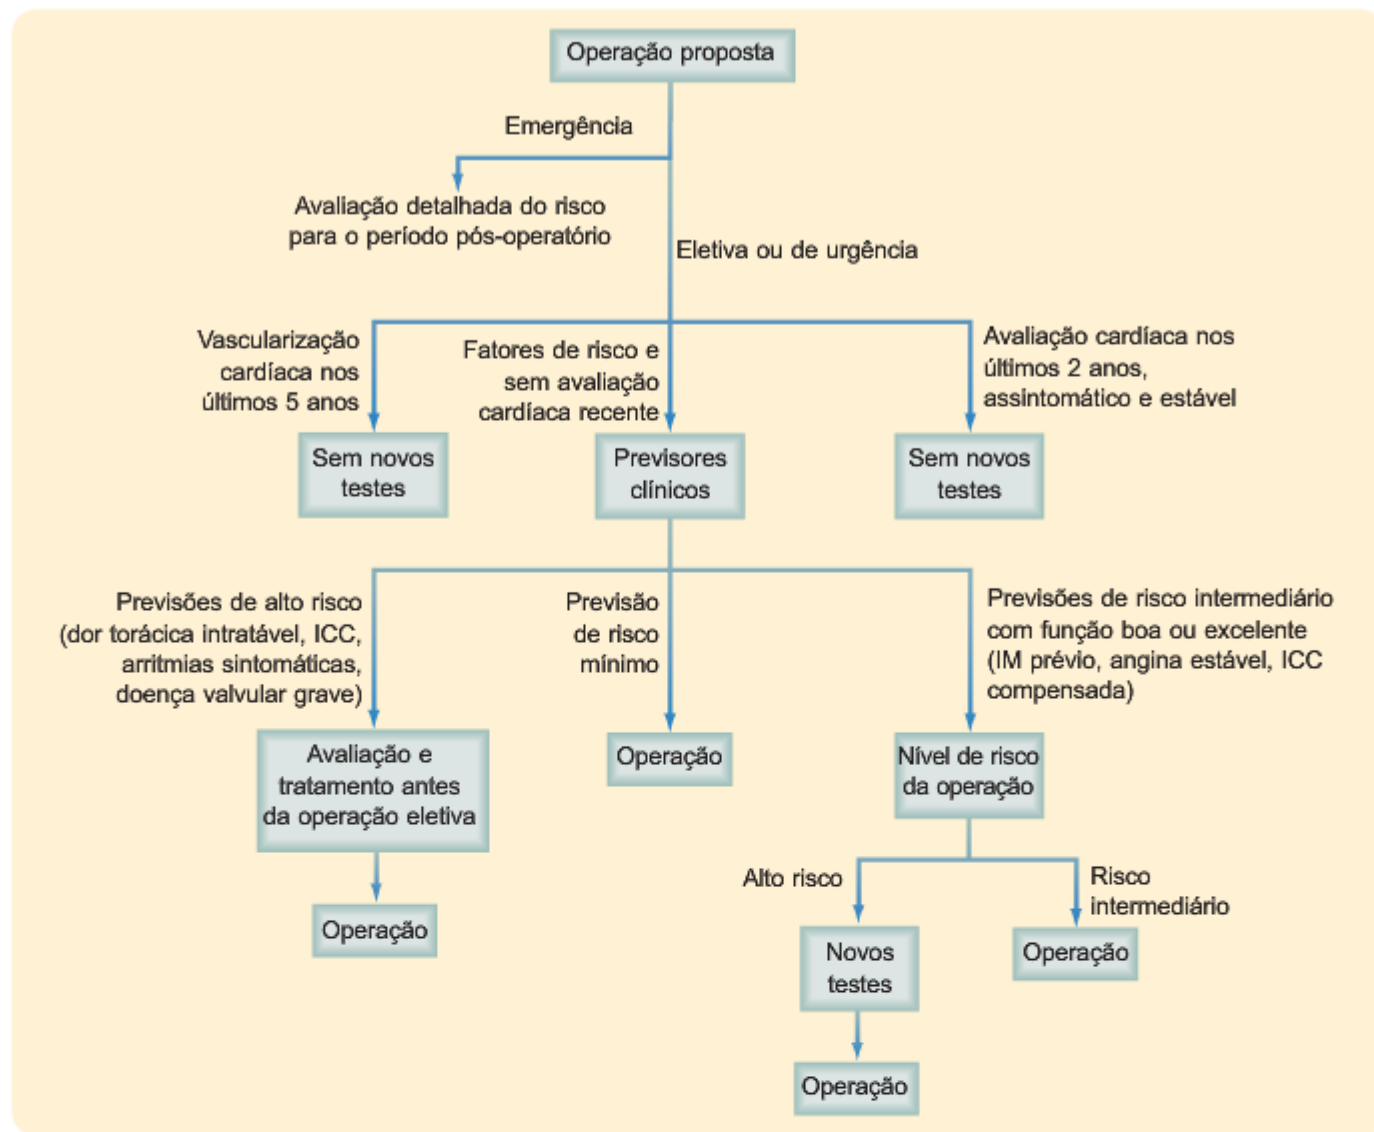 Operação proposta
Emergência
Avaliação detalhada do risco
para o período pós-operatório
Eletiva ou de urgência
Vascularização
cardíaca nos
últimos 5 anos
Fatores de risco e
sem avaliação
cardíaca recente
Avaliação cardíaca nos
últimos 2 anos,
assintomático e estável
Sem novos
testes
Previsores
clínicos
Sem novos
testes
Previsões de alto risco
(dor torácica intratável, ICC,
arritmias sintomáticas,
doença valvular grave)
Previsão
de risco
mínimo
Previsões de risco intermediário
com função boa ou excelente
(IM prévio, angina estável, ICC
compensada)
Avaliação e
tratamento antes
da operação eletiva
Operação
Nível de risco
da operação
Operação
Alto risco
Risco
intermediário
Novos
testes
Operação
Operação